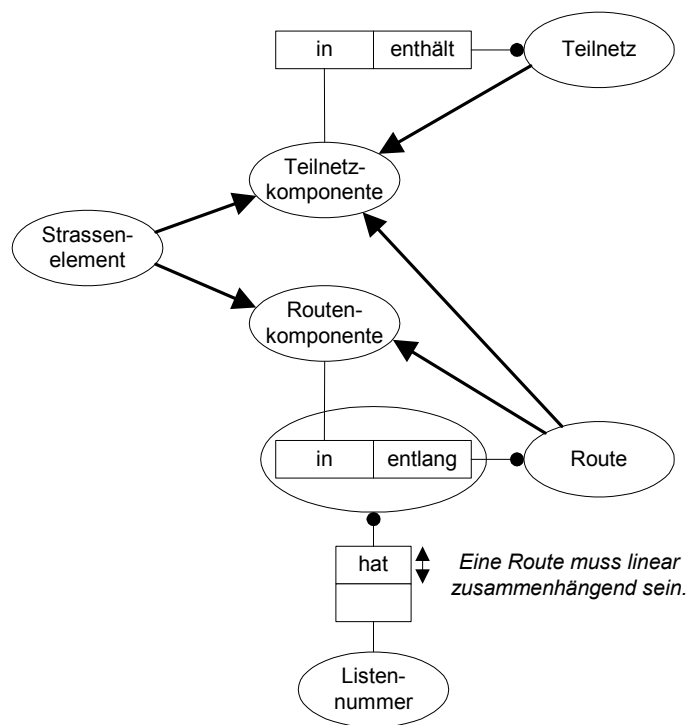 in
enthält
Teilnetz
Teilnetz-
komponente
Strassen-
element
Routen-
komponente
in
entlang
Route
hat
Eine Route muss linear
zusammenhängend sein.
Listen-
nummer